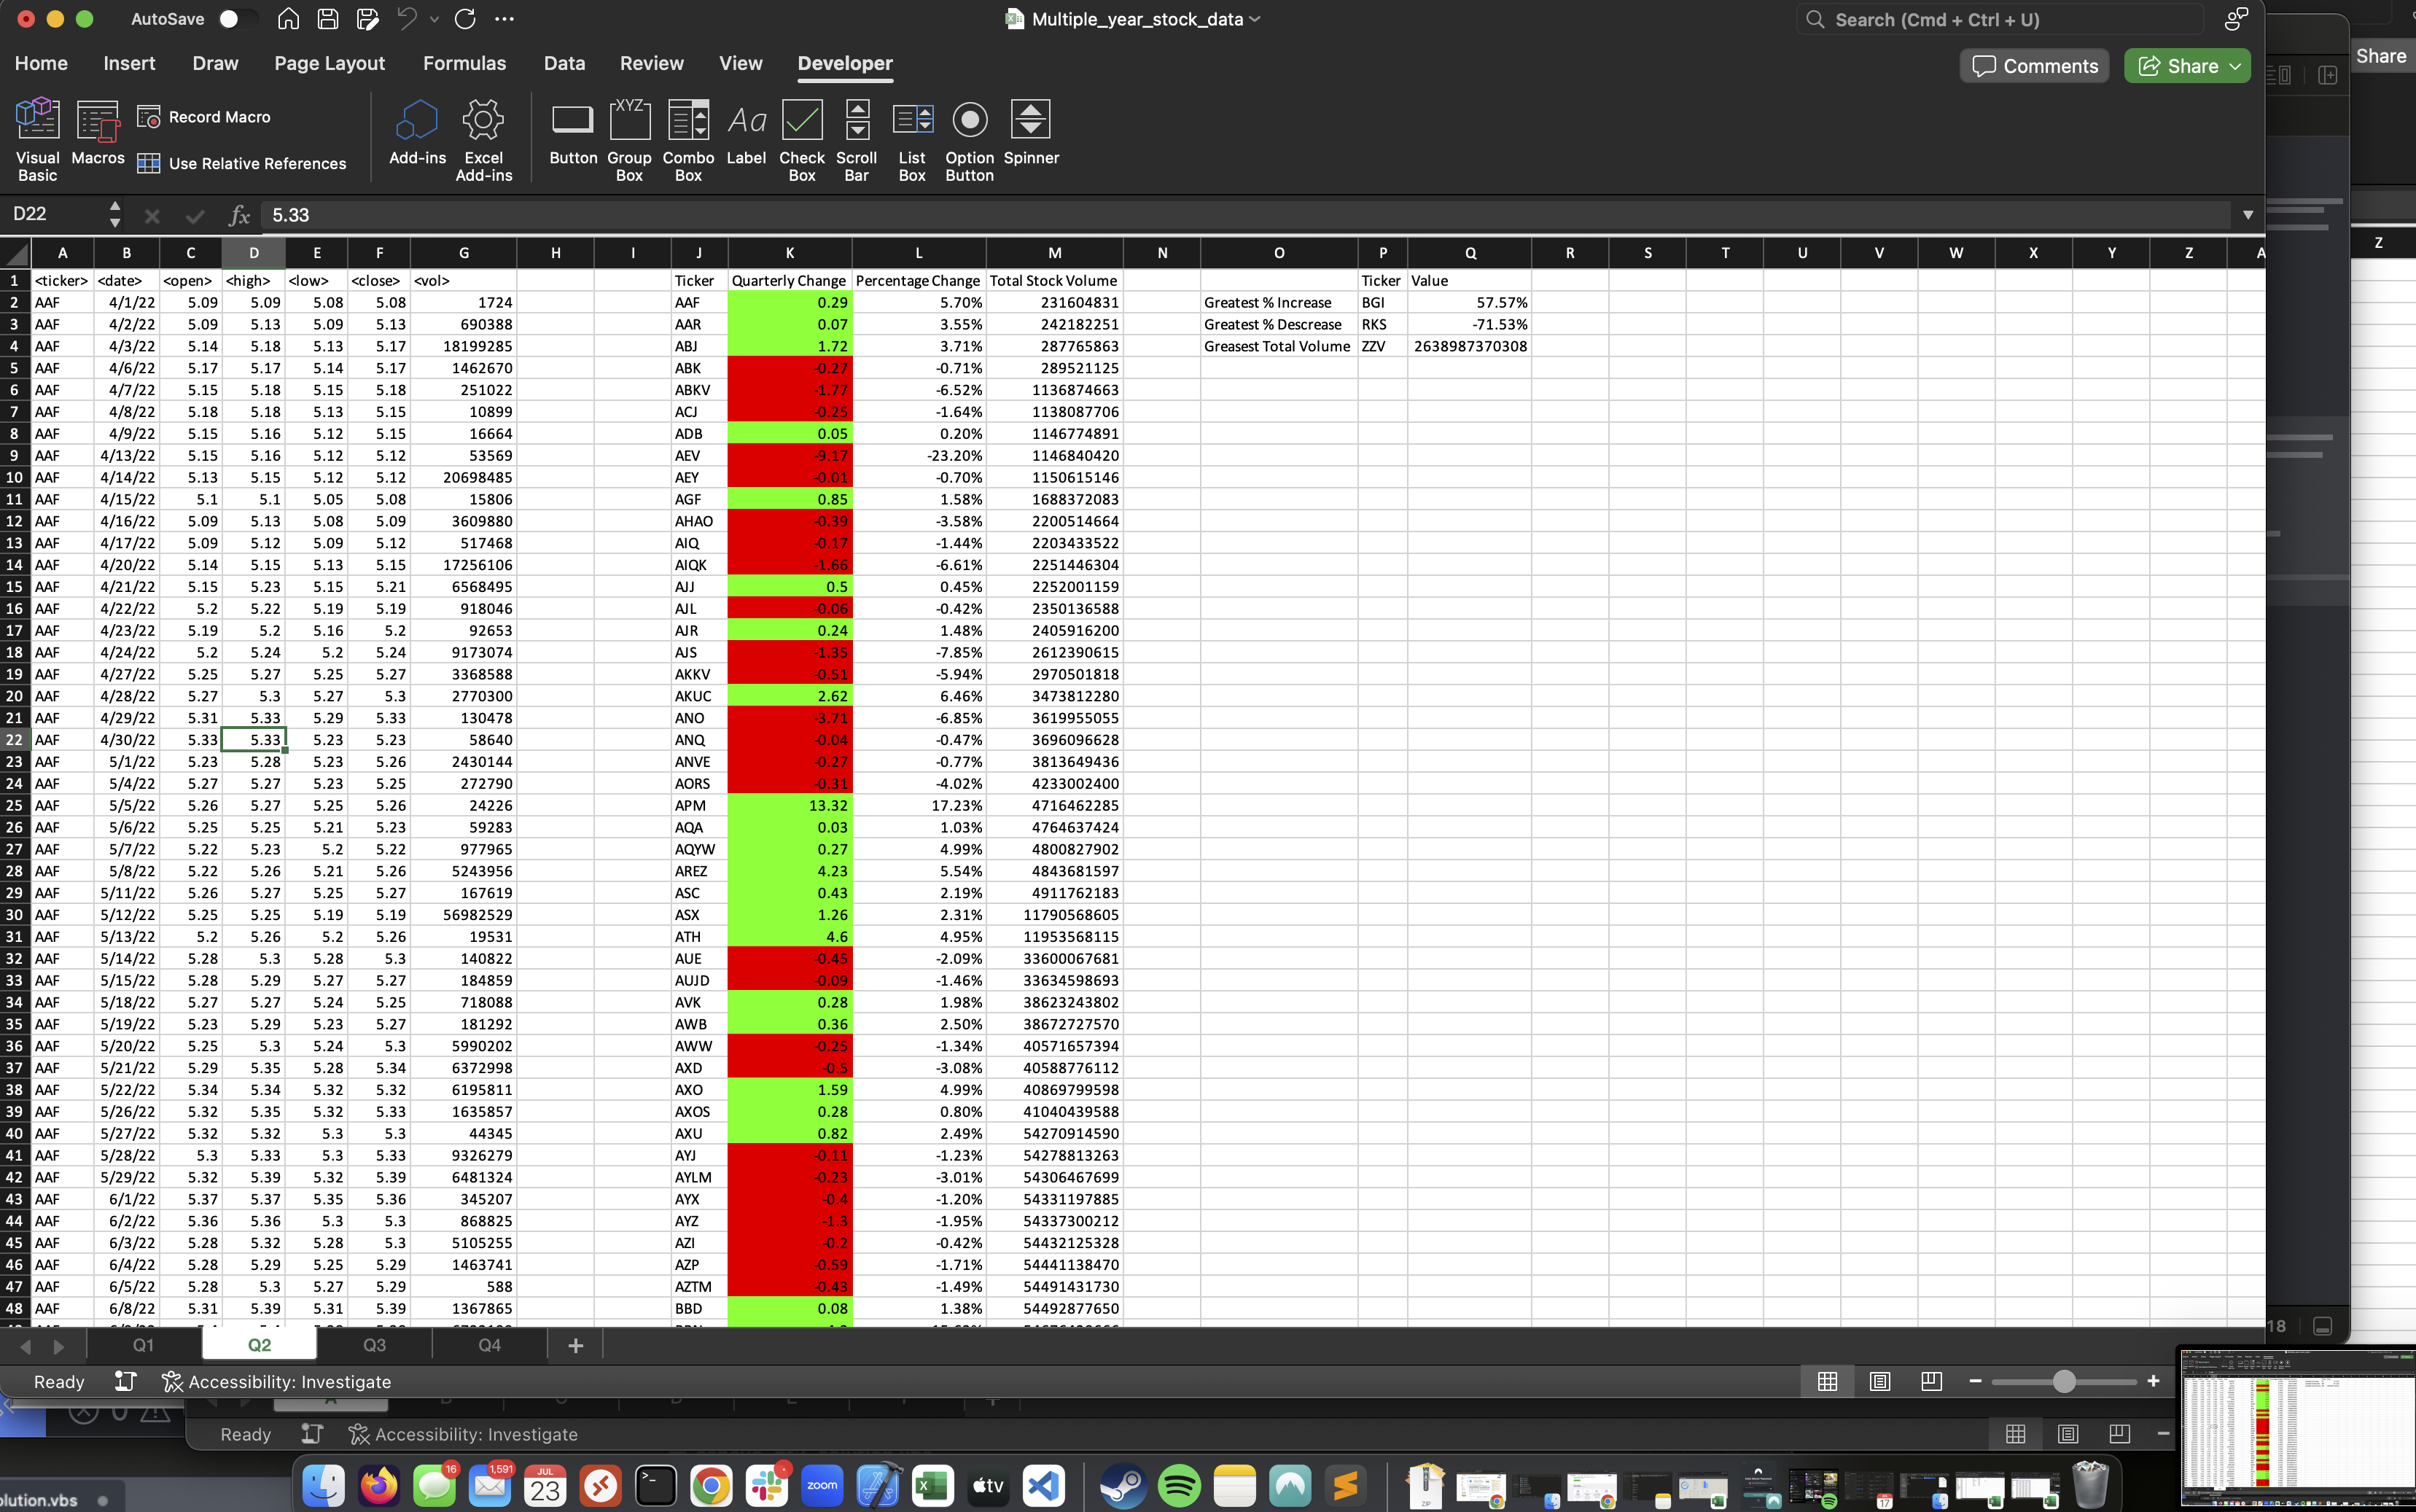 AutoSave
Multiple_year_stock_data
Search (Cmd + Ctrl + U)
Share
Home Insert Draw Page Layout Formulas Data Review View Developer
Comments Share
Visual Basic
Macros
Record Macro
Use Relative References
Add-ins
Excel Add-ins
Button
Group Box
Combo Box
Label
Check Box
Scroll Bar
List Box
Option Button
Spinner
D22 fx 5.33
A B C D E F G H I J K L M N O P Q R S T U V W X Y Z A Z
1 <ticker> <date> <open> <high> <low> <close> <vol> Ticker Quarterly Change Percentage Change Total Stock Volume Ticker Value
2 AAF 4/1/22 5.09 5.09 5.08 5.08 1724 AAF 0.29 5.70% 231604831 Greatest % Increase BGI 57.57%
3 AAF 4/2/22 5.09 5.13 5.09 5.13 690388 AAR 0.07 3.55% 242182251 Greatest % Descrease RKS -71.53%
4 AAF 4/3/22 5.14 5.18 5.13 5.17 18199285 ABJ 1.72 3.71% 287765863 Greasest Total Volume ZZV 2638987370308
5 AAF 4/6/22 5.17 5.17 5.14 5.17 1462670 ABK -0.27 -0.71% 289521125
6 AAF 4/7/22 5.15 5.18 5.15 5.18 251022 ABKV -1.77 -6.52% 1136874663
7 AAF 4/8/22 5.18 5.18 5.13 5.15 10899 ACJ -0.25 -1.64% 1138087706
8 AAF 4/9/22 5.15 5.16 5.12 5.15 16664 ADB 0.05 0.20% 1146774891
9 AAF 4/13/22 5.15 5.16 5.12 5.12 53569 AEV -9.17 -23.20% 1146840420
10 AAF 4/14/22 5.13 5.15 5.12 5.12 20698485 AEY -0.01 -0.70% 1150615146
11 AAF 4/15/22 5.1 5.1 5.05 5.08 15806 AGF 0.85 1.58% 1688372083
12 AAF 4/16/22 5.09 5.13 5.08 5.09 3609880 AHAO -0.39 -3.58% 2200514664
13 AAF 4/17/22 5.09 5.12 5.09 5.12 517468 AIQ -0.17 -1.44% 2203433522
14 AAF 4/20/22 5.14 5.15 5.13 5.15 17256106 AIQK -1.66 -6.61% 2251446304
15 AAF 4/21/22 5.15 5.23 5.15 5.21 6568495 AJJ 0.5 0.45% 2252001159
16 AAF 4/22/22 5.2 5.22 5.19 5.19 918046 AJL -0.06 -0.42% 2350136588
17 AAF 4/23/22 5.19 5.2 5.16 5.2 92653 AJR 0.24 1.48% 2405916200
18 AAF 4/24/22 5.2 5.24 5.2 5.24 9173074 AJS -1.35 -7.85% 2612390615
19 AAF 4/27/22 5.25 5.27 5.25 5.27 3368588 AKKV -0.51 -5.94% 2970501818
20 AAF 4/28/22 5.27 5.3 5.27 5.3 2770300 AKUC 2.62 6.46% 3473812280
21 AAF 4/29/22 5.31 5.33 5.29 5.33 130478 ANO -3.71 -6.85% 3619955055
22 AAF 4/30/22 5.33 5.33 5.23 5.23 58640 ANQ -0.04 -0.47% 3696096628
23 AAF 5/1/22 5.23 5.28 5.23 5.26 2430144 ANVE -0.27 -0.77% 3813649436
24 AAF 5/4/22 5.27 5.27 5.23 5.25 272790 AORS -0.31 -4.02% 4233002400
25 AAF 5/5/22 5.26 5.27 5.25 5.26 24226 APM 13.32 17.23% 4716462285
26 AAF 5/6/22 5.25 5.25 5.21 5.23 59283 AQA 0.03 1.03% 4764637424
27 AAF 5/7/22 5.22 5.23 5.2 5.22 977965 AQYW 0.27 4.99% 4800827902
28 AAF 5/8/22 5.22 5.26 5.21 5.26 5243956 AREZ 4.23 5.54% 4843681597
29 AAF 5/11/22 5.26 5.27 5.25 5.27 167619 ASC 0.43 2.19% 4911762183
30 AAF 5/12/22 5.25 5.25 5.19 5.19 56982529 ASX 1.26 2.31% 11790568605
31 AAF 5/13/22 5.2 5.26 5.2 5.26 19531 ATH 4.6 4.95% 11953568115
32 AAF 5/14/22 5.28 5.3 5.28 5.3 140822 AUE -0.45 -2.09% 33600067681
33 AAF 5/15/22 5.28 5.29 5.27 5.27 184859 AUJD -0.09 -1.46% 33634598693
34 AAF 5/18/22 5.27 5.27 5.24 5.25 718088 AVK 0.28 1.98% 38623243802
35 AAF 5/19/22 5.23 5.29 5.23 5.27 181292 AWB 0.36 2.50% 38672727570
36 AAF 5/20/22 5.25 5.3 5.24 5.3 5990202 AWW -0.25 -1.34% 40571657394
37 AAF 5/21/22 5.29 5.35 5.28 5.34 6372998 AXD -0.5 -3.08% 40588776112
38 AAF 5/22/22 5.34 5.34 5.32 5.32 6195811 AXO 1.59 4.99% 40869799598
39 AAF 5/26/22 5.32 5.35 5.32 5.33 1635857 AXOS 0.28 0.80% 41040439588
40 AAF 5/27/22 5.32 5.32 5.3 5.3 44345 AXU 0.82 2.49% 54270914590
41 AAF 5/28/22 5.3 5.33 5.3 5.33 9326279 AYJ -0.11 -1.23% 54278813263
42 AAF 5/29/22 5.32 5.39 5.32 5.39 6481324 AYLM -0.23 -3.01% 54306467699
43 AAF 6/1/22 5.37 5.37 5.35 5.36 345207 AYX -0.4 -1.20% 54331197885
44 AAF 6/2/22 5.36 5.36 5.3 5.3 868825 AYZ -1.3 -1.95% 54337300212
45 AAF 6/3/22 5.28 5.32 5.28 5.3 5105255 AZI -0.2 -0.42% 54432125328
46 AAF 6/4/22 5.28 5.29 5.25 5.29 1463741 AZP -0.59 -1.71% 54441138470
47 AAF 6/5/22 5.28 5.3 5.27 5.29 588 AZTM -0.43 -1.49% 54491431730
48 AAF 6/8/22 5.31 5.39 5.31 5.39 1367865 BBD 0.08 1.38% 54492877650
Q1 Q2 Q3 Q4 + 18
Ready Accessibility: Investigate
Ready Accessibility: Investigate
16 1,591 JUL 23 zoom tv ZIP 17
olution.vbs